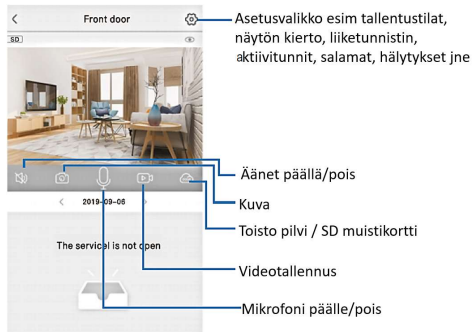 Front door
SD
Asetusvalikko esim tallentustilat,
näytön kierto, liiketunnistin,
aktiivitunnit, salamat, hälytykset jne
Äänet päällä/pois
Kuva
2019-09-06
Toisto pilvi / SD muistikortti
The servicel is not open
Videotallennus
Mikrofoni päälle/pois